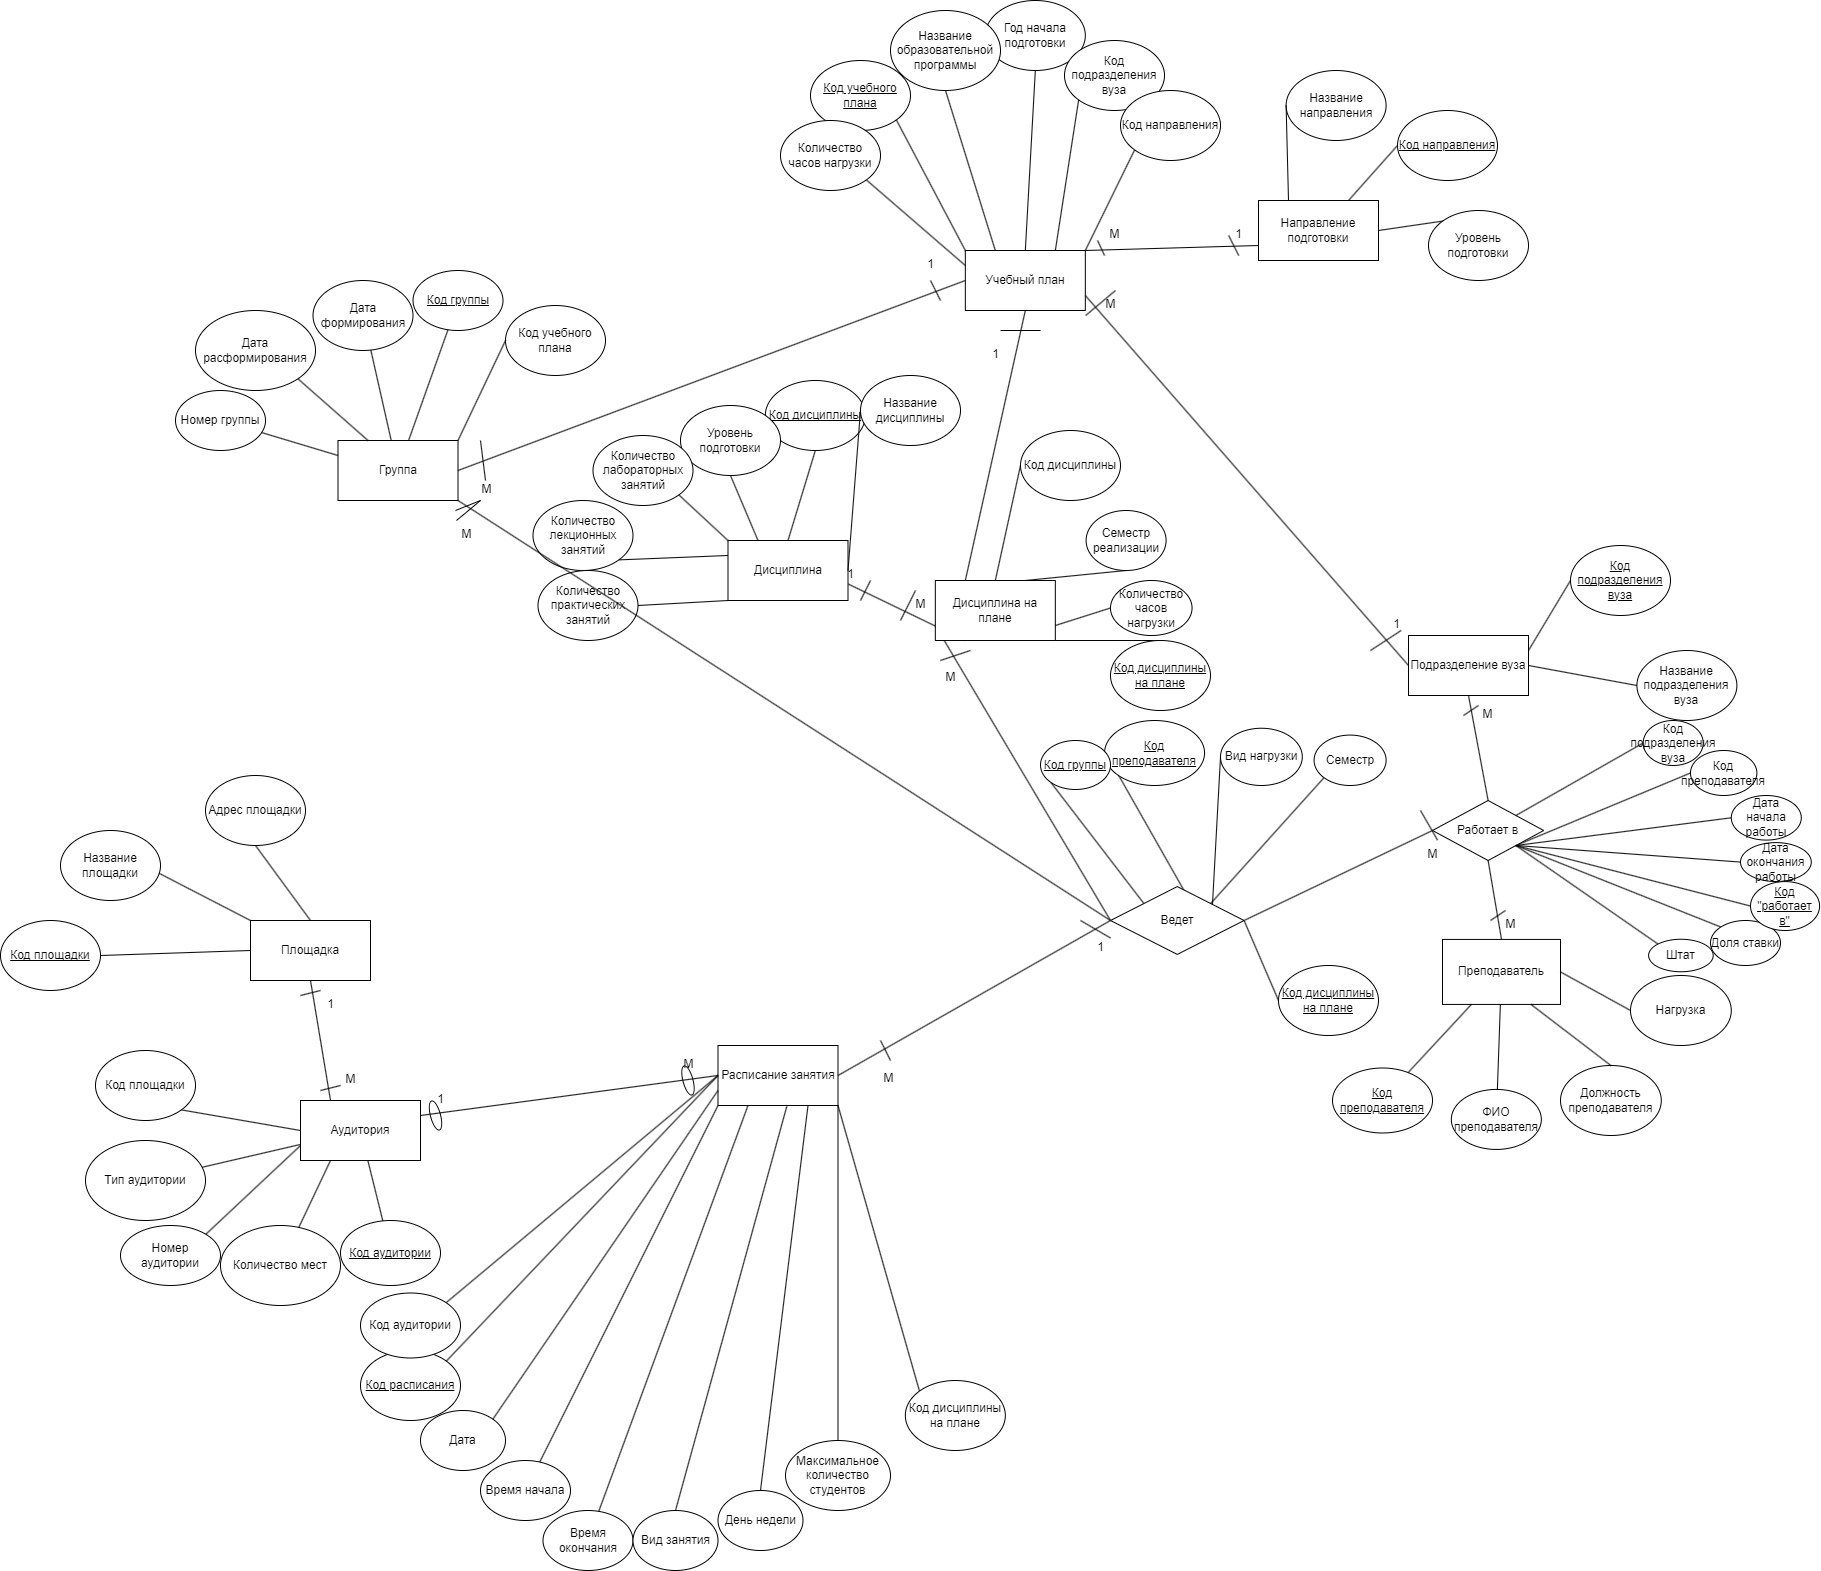 Год начала
подготовки
Название
образовательной
программы
Код
подразделения
вуза
Код учебного
плана
Код направления
Количество
часов нагрузки
Название
направления
Код направления
Направление
подготовки
Уровень
подготовки
М
1
Учебный план
1
М
1
Код группы
Дата
формирования
Код учебного
плана
Дата
расформирования
Номер группы
Группа
М
М
Название
дисциплины
Код дисциплины
Уровень
подготовки
Количество
лабораторных
занятий
Количество
лекционных
занятий
Количество
практических
занятий
Дисциплина
1
М
Код дисциплины
Семестр
реализации
Количество
часов
нагрузки
Дисциплина на
плане
Код дисциплины
на плане
М
Код
подразделения
вуза
1
Подразделение вуза
Название
подразделения
вуза
М
Код
подразделения
вуза
Код
преподавателя
Дата
начала
работы
Дата
окончания
работы
Код
"работает
в"
Доля ставки
Штат
Работает в
М
М
Код группы
Код
преподавателя
Вид нагрузки
Семестр
Ведет
1
Код дисциплины
на плане
Преподаватель
Нагрузка
Код
преподавателя
ФИО
преподавателя
Должность
преподавателя
Адрес площадки
Название
площадки
Код площадки
Площадка
1
М
Код площадки
Аудитория
1
Тип аудитории
Номер
аудитории
Количество мест
Код аудитории
М
Расписание занятия
М
Код аудитории
Код расписания
Дата
Время начала
Время
окончания
Вид занятия
День недели
Максимальное
количество
студентов
Код дисциплины
на плане